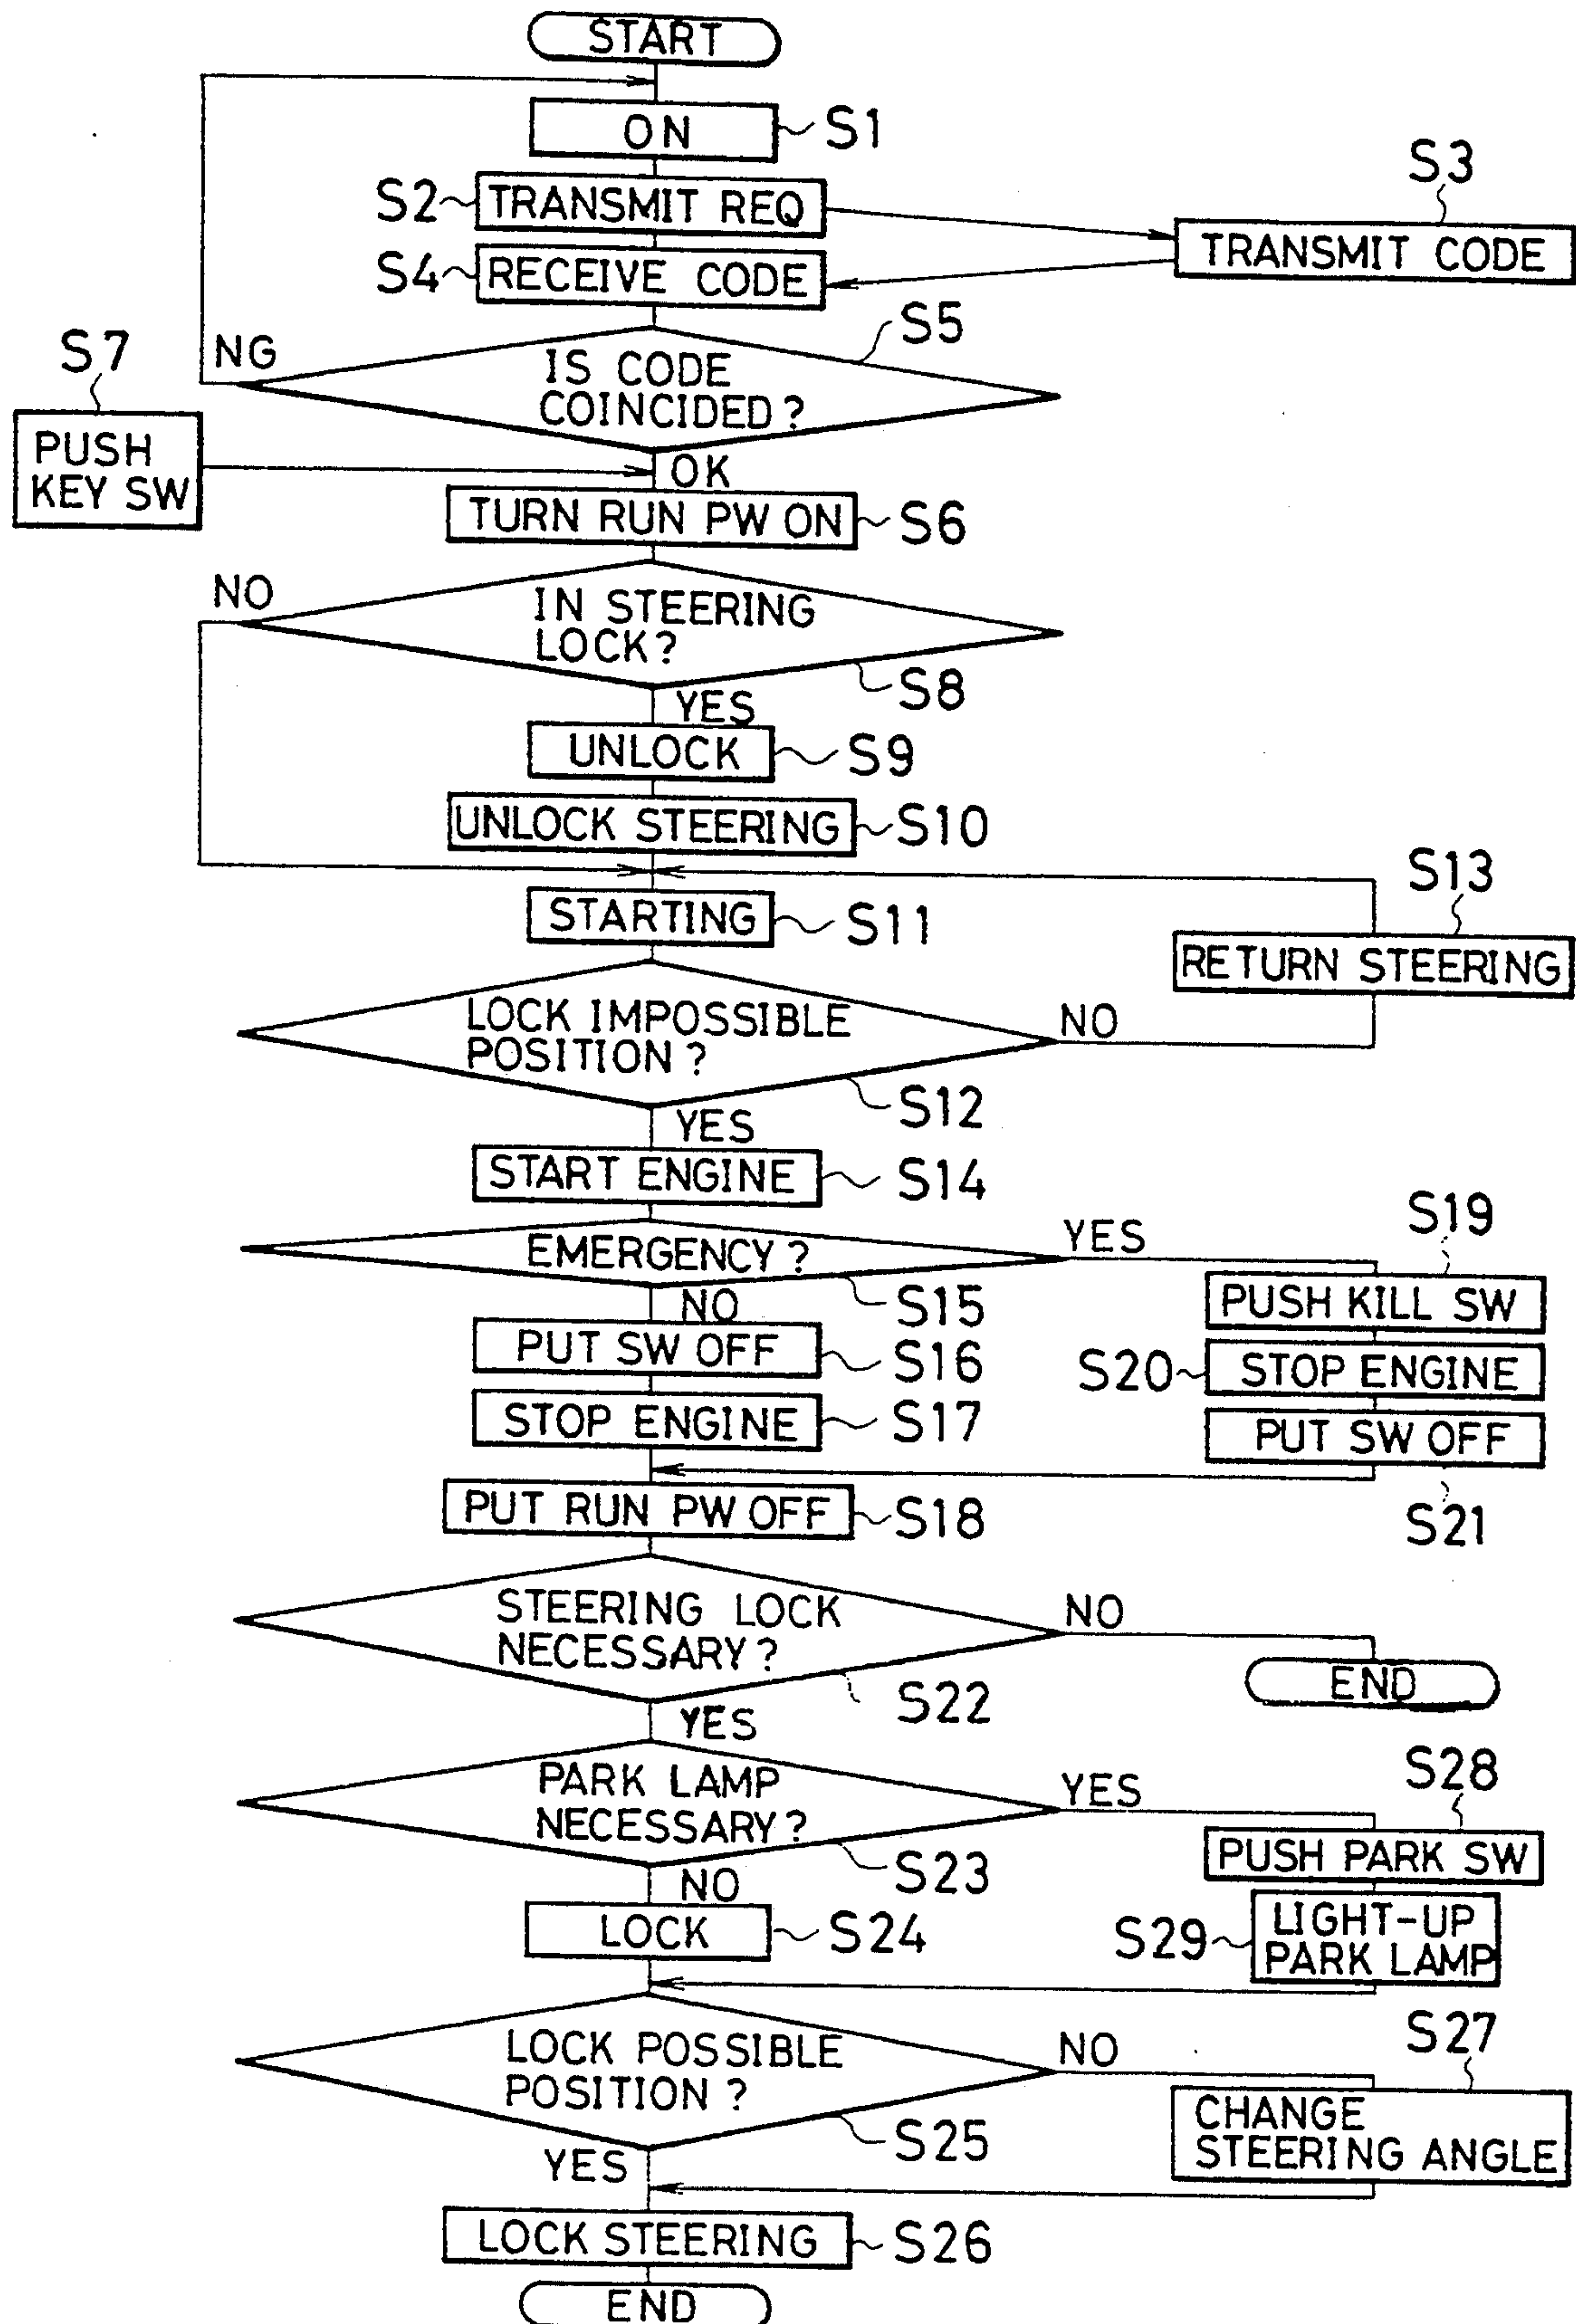 START
ON
S1
S2
TRANSMIT REQ
S3
TRANSMIT CODE
S4
RECEIVE CODE
S5
NG
IS CODE
COINCIDED?
S7
PUSH
KEY SW
OK
TURN RUN PW ON
S6
NO
IN STEERING
LOCK?
S8
YES
UNLOCK
S9
UNLOCK STEERING
S10
STARTING
S11
S13
RETURN STEERING
LOCK IMPOSSIBLE
POSITION?
NO
S12
YES
START ENGINE
S14
EMERGENCY?
YES
S15
NO
S19
PUSH KILL SW
PUT SW OFF
S16
S20
STOP ENGINE
STOP ENGINE
S17
PUT SW OFF
S21
PUT RUN PW OFF
S18
STEERING LOCK
NECESSARY?
NO
END
S22
YES
PARK LAMP
NECESSARY?
YES
S28
PUSH PARK SW
S23
NO
LOCK
S24
S29
LIGHT-UP
PARK LAMP
LOCK POSSIBLE
POSITION?
NO
S27
CHANGE
STEERING ANGLE
S25
YES
LOCK STEERING
S26
END